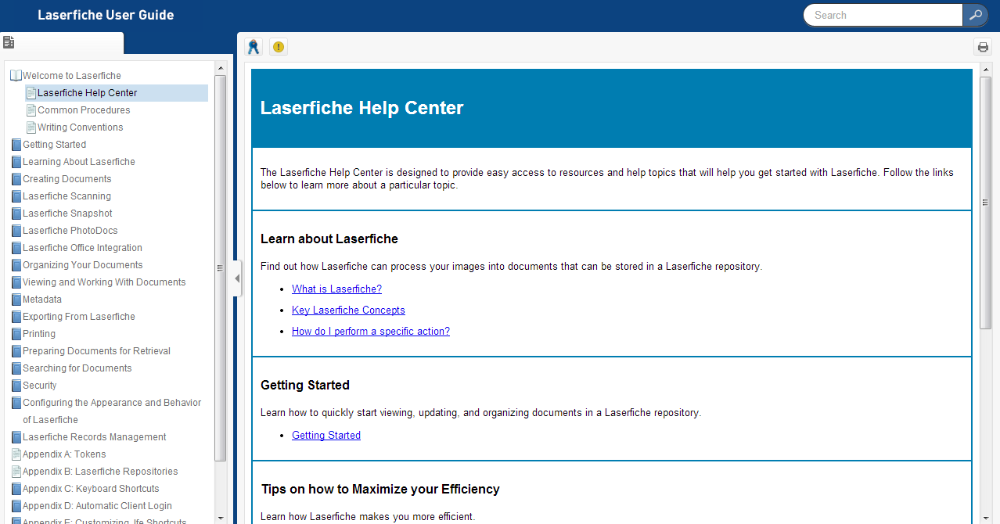 Laserfiche User Guide
Search
Welcome to Laserfiche
Laserfiche Help Center
Common Procedures
Writing Conventions
Getting Started
Learning About Laserfiche
Creating Documents
Laserfiche Scanning
Laserfiche Snapshot
Laserfiche PhotoDocs
Laserfiche Office Integration
Organizing Your Documents
Viewing and Working With Documents
Metadata
Exporting From Laserfiche
Printing
Preparing Documents for Retrieval
Searching for Documents
Security
Configuring the Appearance and Behavior
of Laserfiche
Laserfiche Records Management
Appendix A: Tokens
Appendix B: Laserfiche Repositories
Appendix C: Keyboard Shortcuts
Appendix D: Automatic Client Login
Appendix E: Customizing .lfe Shortcuts
Laserfiche Help Center
The Laserfiche Help Center is designed to provide easy access to resources and help topics that will help you get started with Laserfiche. Follow the links
below to learn more about a particular topic.
Learn about Laserfiche
Find out how Laserfiche can process your images into documents that can be stored in a Laserfiche repository.
What is Laserfiche?
Key Laserfiche Concepts
How do I perform a specific action?
Getting Started
Learn how to quickly start viewing, updating, and organizing documents in a Laserfiche repository.
Getting Started
Tips on how to Maximize your Efficiency
Learn how Laserfiche makes you more efficient.